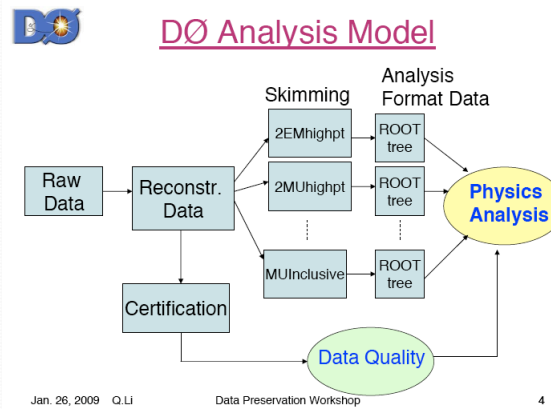 DØ
DØ Analysis Model
Analysis
Format Data
Skimming
2EMhighpt
ROOT
tree
Raw
Data
Reconstr.
Data
2MUhighpt
ROOT
tree
Physics
Analysis
MUInclusive
ROOT
tree
Certification
Data Quality
Jan. 26, 2009 Q.Li
Data Preservation Workshop
4